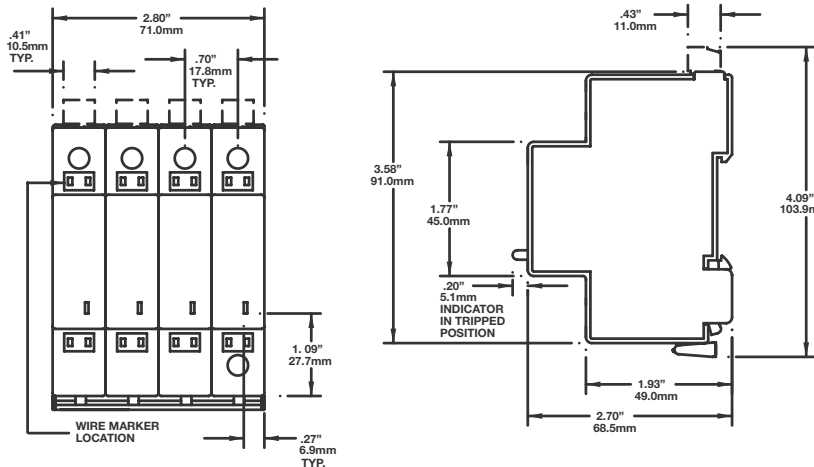 2.80”
71.0mm
.41”
10.5mm
TYP.
.70”
17.8mm
TYP.
1. 09”
27.7mm
WIRE MARKER
LOCATION
.27”
6.9mm
TYP.
.43”
11.0mm
3.58”
91.0mm
1.77”
45.0mm
4.09”
103.9m
.20”
5.1mm
INDICATOR
IN TRIPPED
POSITION
1.93”
49.0mm
2.70”
68.5mm